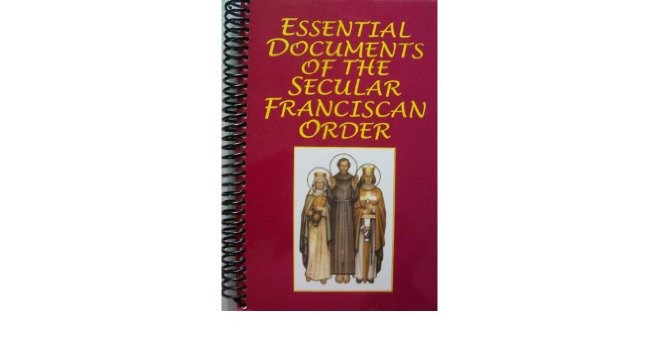 ESSENTIAL
DOCUMENTS
OF THE
SECULAR
FRANCISCAN
ORDER